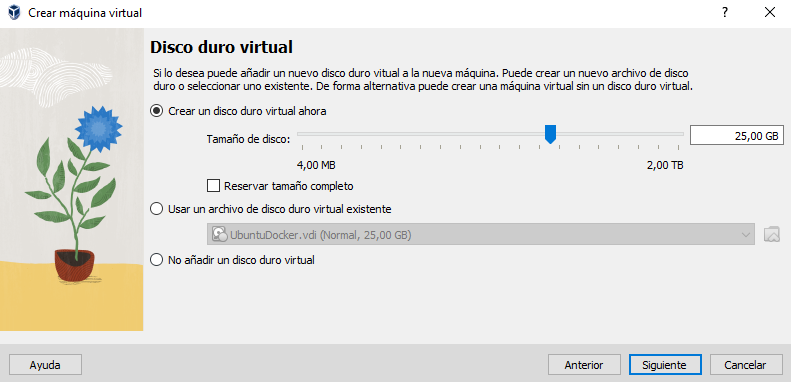 Crear máquina virtual
?
Disco duro virtual
Si lo desea puede añadir un nuevo disco duro vitual a la nueva máquina. Puede crear un nuevo archivo de disco
duro o seleccionar uno existente. De forma alternativa puede crear una máquina virtual sin un disco duro virtual.
Crear un disco duro virtual ahora
Tamaño de disco:
25,00 GB
4,00 MB
2,00 TB
Reservar tamaño completo
Usar un archivo de disco duro virtual existente
UbuntuDocker.vdi (Normal, 25,00 GB)
No añadir un disco duro virtual
Ayuda
Anterior
Siguiente
Cancelar